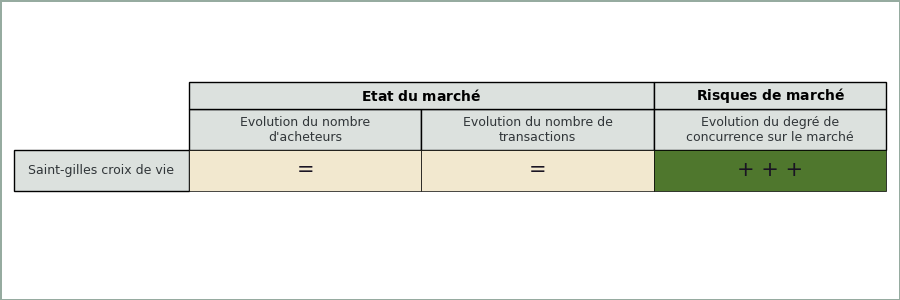 Etat du marché
Risques de marché
Evolution du nombre
d'acheteurs
Evolution du nombre de
transactions
Evolution du degré de
concurrence sur le marché
Saint-gilles croix de vie
=
=
+ + +